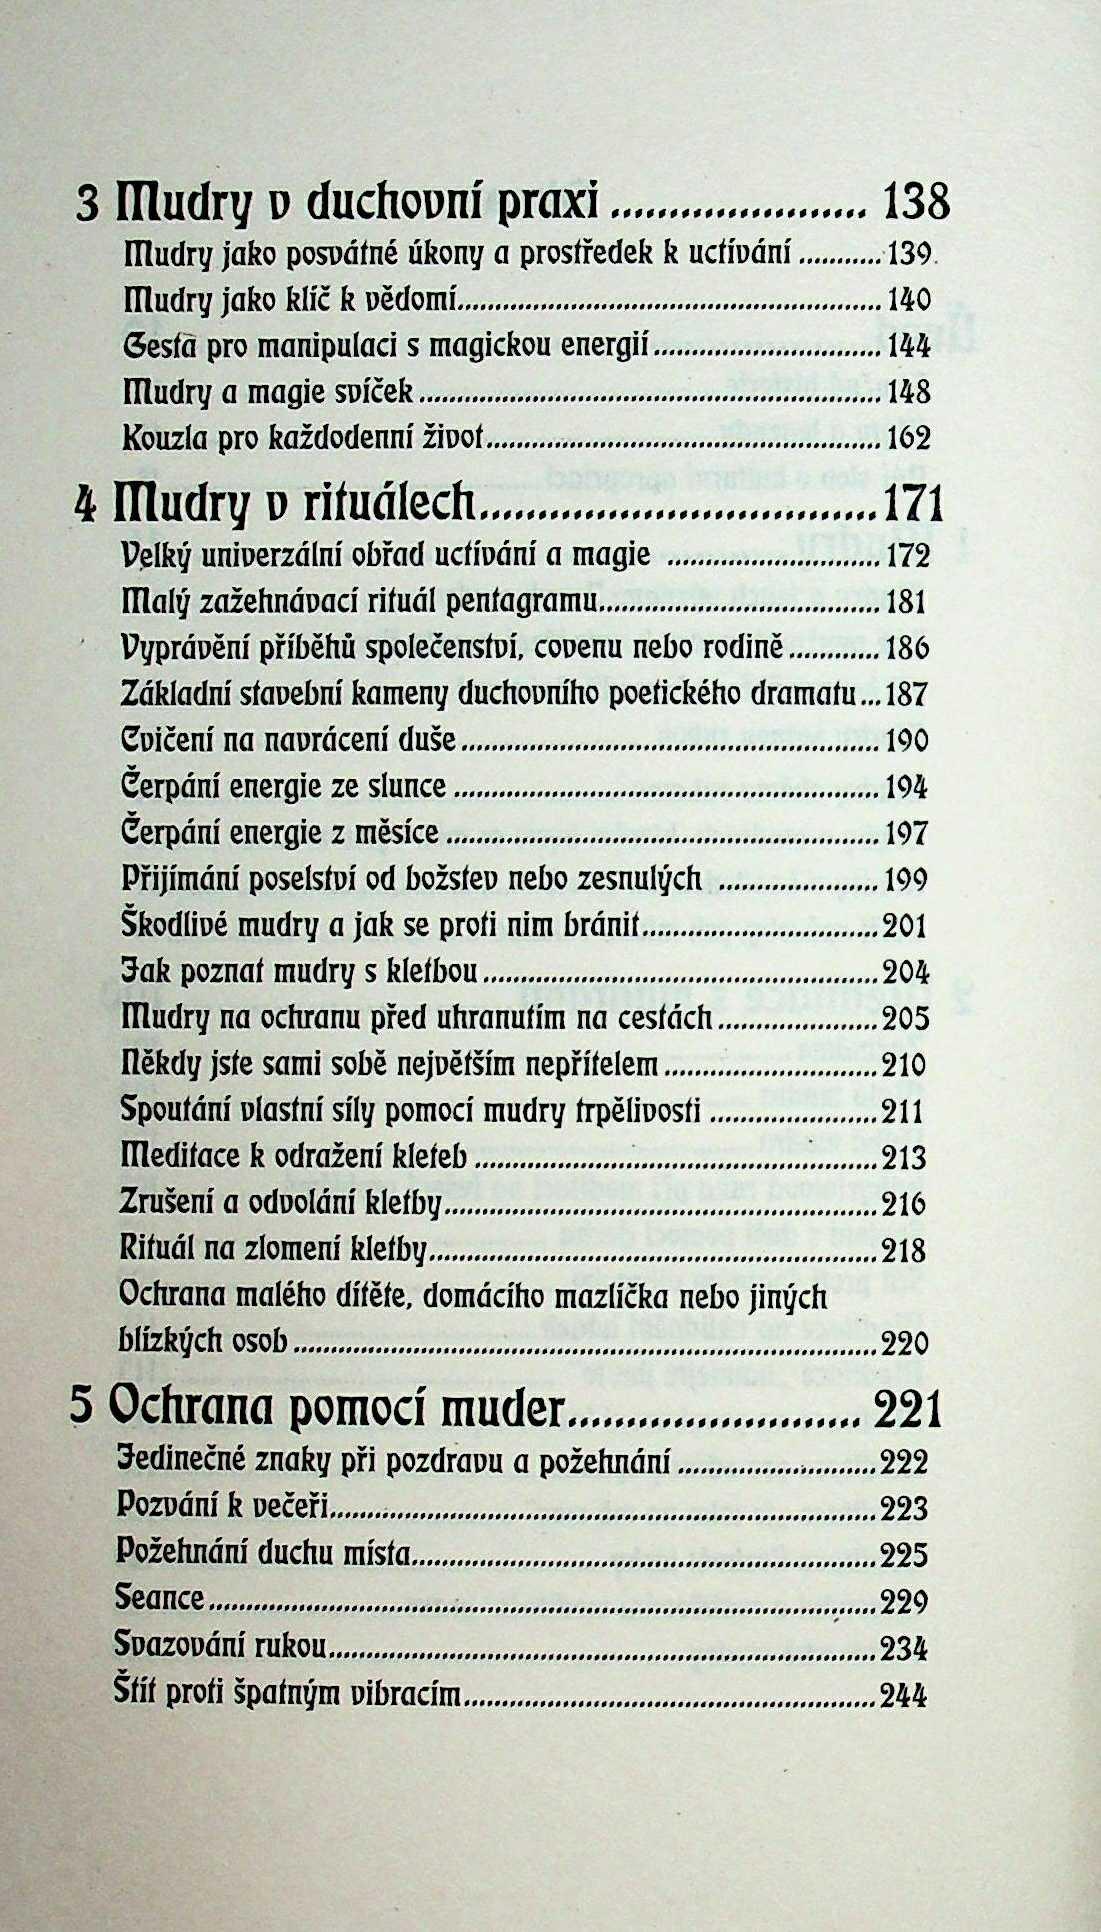 3 Mudry v duchovní praxi ...................... 138
Mudry jako posvátné úkony a prostředek k uctívání ........... 139
Mudry jako klíč k vědomí .......... 140
Gesta pro manipulaci s magickou energií .......... 144
Mudry a magie svíček .......... 148
Kouzla pro každodenní život .......... 162
4 Mudry v rituálech .......... 171
Velký univerzální obřad uctívání a magie .......... 172
Malý zažehnávací rituál pentagramu .......... 181
Vyprávění příběhů společenství, covenu nebo rodině .......... 186
Základní stavební kameny duchovního poetického dramatu ... 187
Cvičení na navrácení duše .......... 190
Čerpání energie ze slunce .......... 194
Čerpání energie z měsíce .......... 197
Přijímání poselství od božstev nebo zesnulých .......... 199
Škodlivé mudry a jak se proti nim bránit .......... 201
Jak poznat mudry s kletbou .......... 204
Mudry na ochranu před uhranutím na cestách .......... 205
Někdy jste sami sobě největším nepřítelem .......... 210
Spoutání vlastní síly pomocí mudry trpělivosti .......... 211
Meditace k odražení kleteb .......... 213
Zrušení a odvolání kletby .......... 216
Rituál na zlomení kletby .......... 218
Ochrana malého dítěte, domácího mazlíčka nebo jiných
blízkých osob .......... 220
5 Ochrana pomocí muder .......... 221
Jedinečné znaky při pozdravu a požehnání .......... 222
Pozvání k večeři .......... 223
Požehnání duchu místa .......... 225
Seance .......... 229
Svazování rukou .......... 234
Štít proti špatným vibracím .......... 244